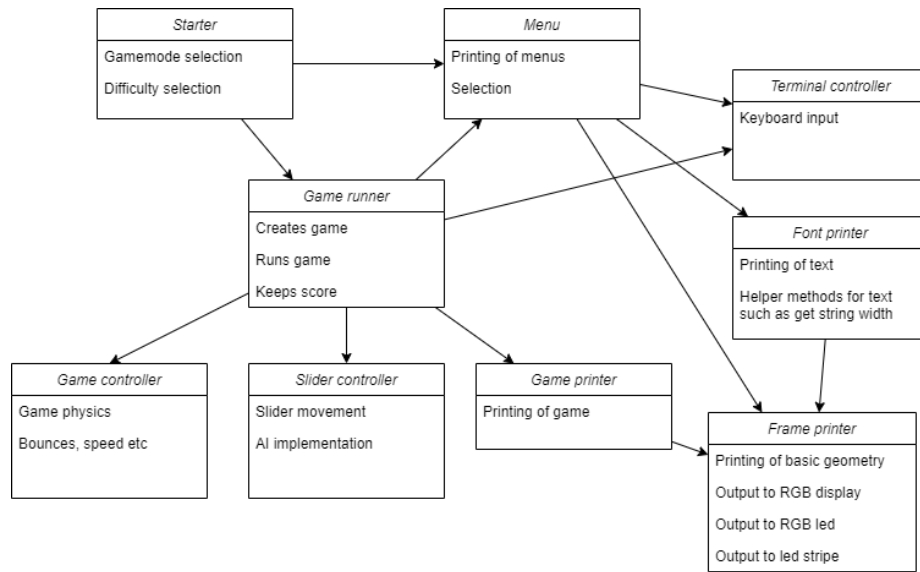 Starter
Gamemode selection
Difficulty selection
Menu
Printing of menus
Selection
Terminal controller
Keyboard input
Game runner
Creates game
Runs game
Keeps score
Font printer
Printing of text
Helper methods for text
such as get string width
Game controller
Game physics
Bounces, speed etc
Slider controller
Slider movement
AI implementation
Game printer
Printing of game
Frame printer
Printing of basic geometry
Output to RGB display
Output to RGB led
Output to led stripe